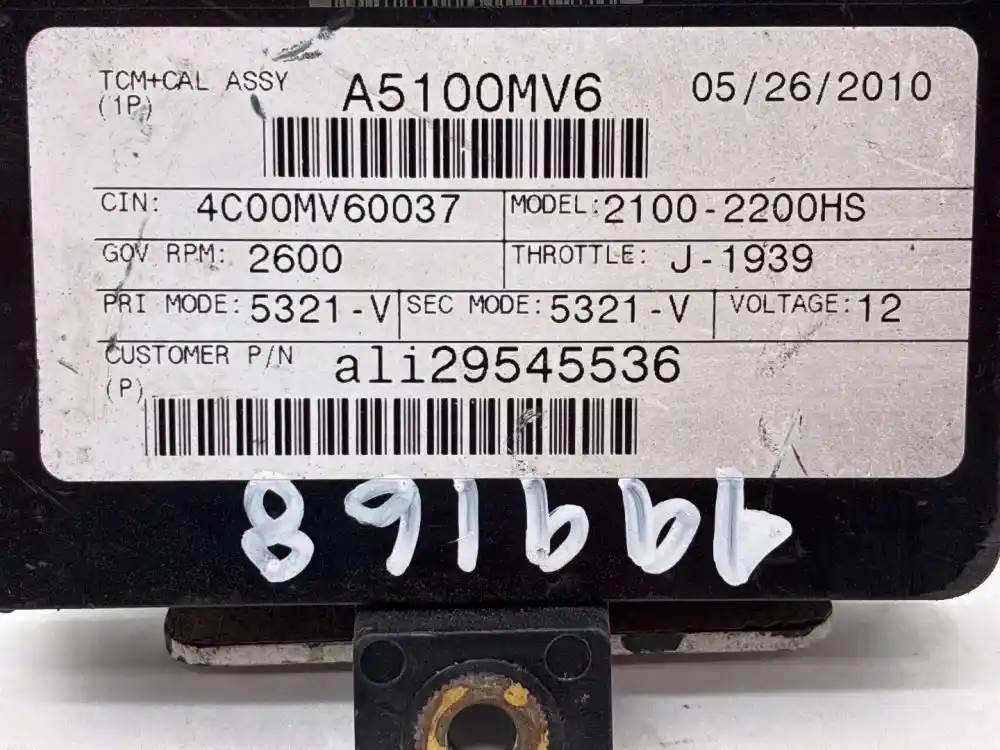 TCM+CAL ASSY
(1P)
A5100MV6
05/26/2010
CIN: 4C00MV60037
MODEL: 2100-2200HS
GOV RPM: 2600
THROTTLE: J-1939
PRI MODE: 5321-V
SEC MODE: 5321-V
VOLTAGE: 12
CUSTOMER P/N
(P)
ali29545536
499168